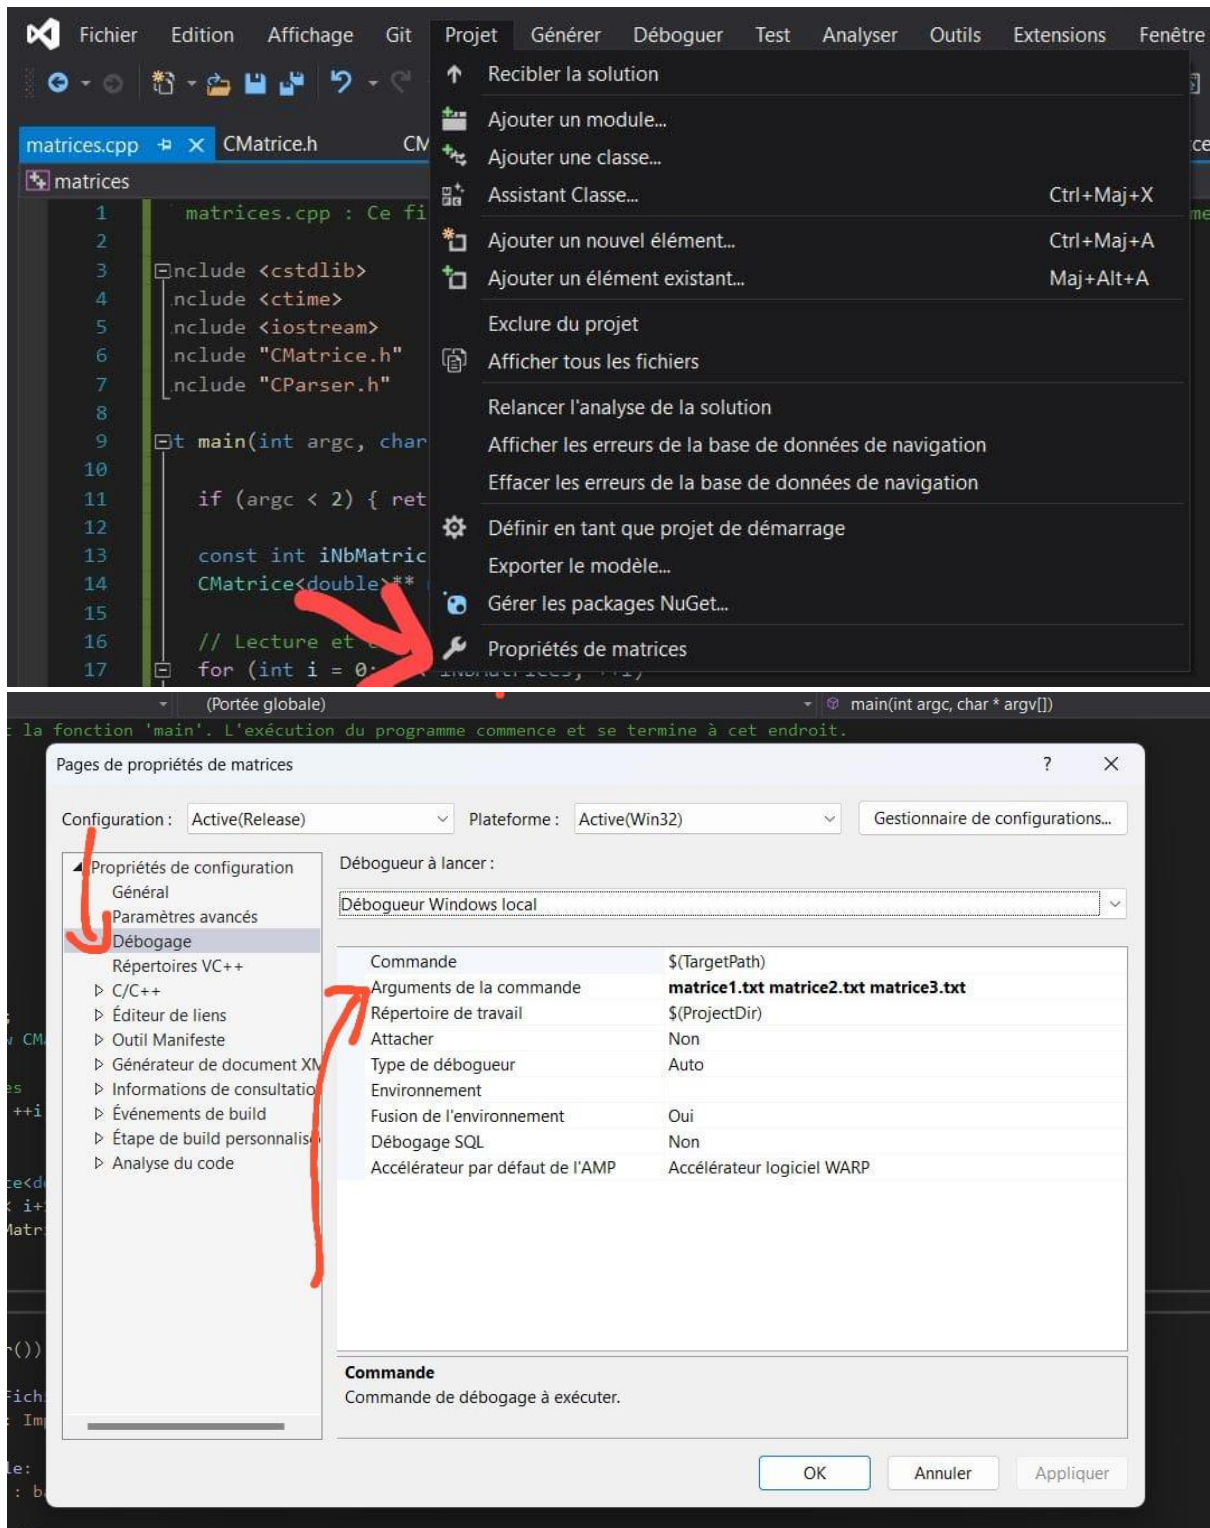 Fichier Edition Affichage Git Projet Générer Déboguer Test Analyser Outils Extensions Fenêtre
Recibler la solution
Ajouter un module...
matrices.cpp CMatrice.h CM
Ajouter une classe...
matrices
Assistant Classe... Ctrl+Maj+X
1 matrices.cpp : Ce fi
2
Ajouter un nouvel élément... Ctrl+Maj+A
3 nclude <cstdlib>
Ajouter un élément existant... Maj+Alt+A
4 nclude <ctime>
5 nclude <iostream>
Exclure du projet
6 nclude "CMatrice.h"
Afficher tous les fichiers
7 nclude "CParser.h"
8
Relancer l'analyse de la solution
9 t main(int argc, char
Afficher les erreurs de la base de données de navigation
10
Effacer les erreurs de la base de données de navigation
11 if (argc < 2) { ret
12
Définir en tant que projet de démarrage
13 const int iNbMatric
Exporter le modèle...
14 CMatrice<double>**
Gérer les packages NuGet...
15
16 // Lecture et
Propriétés de matrices
17 for (int i = 0; iNbMatrices; ++i)
(Portée globale) main(int argc, char * argv[])
la fonction 'main'. L'exécution du programme commence et se termine à cet endroit.
Pages de propriétés de matrices ?
Configuration : Active(Release) Plateforme : Active(Win32) Gestionnaire de configurations...
Propriétés de configuration
Général
Paramètres avancés
Débogage
Répertoires VC++
C/C++
Éditeur de liens
Outil Manifeste
Générateur de document XM
Informations de consultatio
Événements de build
Étape de build personnalisé
Analyse du code
Débogueur à lancer :
Débogueur Windows local
Commande $(TargetPath)
Arguments de la commande matrice1.txt matrice2.txt matrice3.txt
Répertoire de travail $(ProjectDir)
Attacher Non
Type de débogueur Auto
Environnement
Fusion de l'environnement Oui
Débogage SQL Non
Accélérateur par défaut de l'AMP Accélérateur logiciel WARP
Commande
Commande de débogage à exécuter.
OK Annuler Appliquer